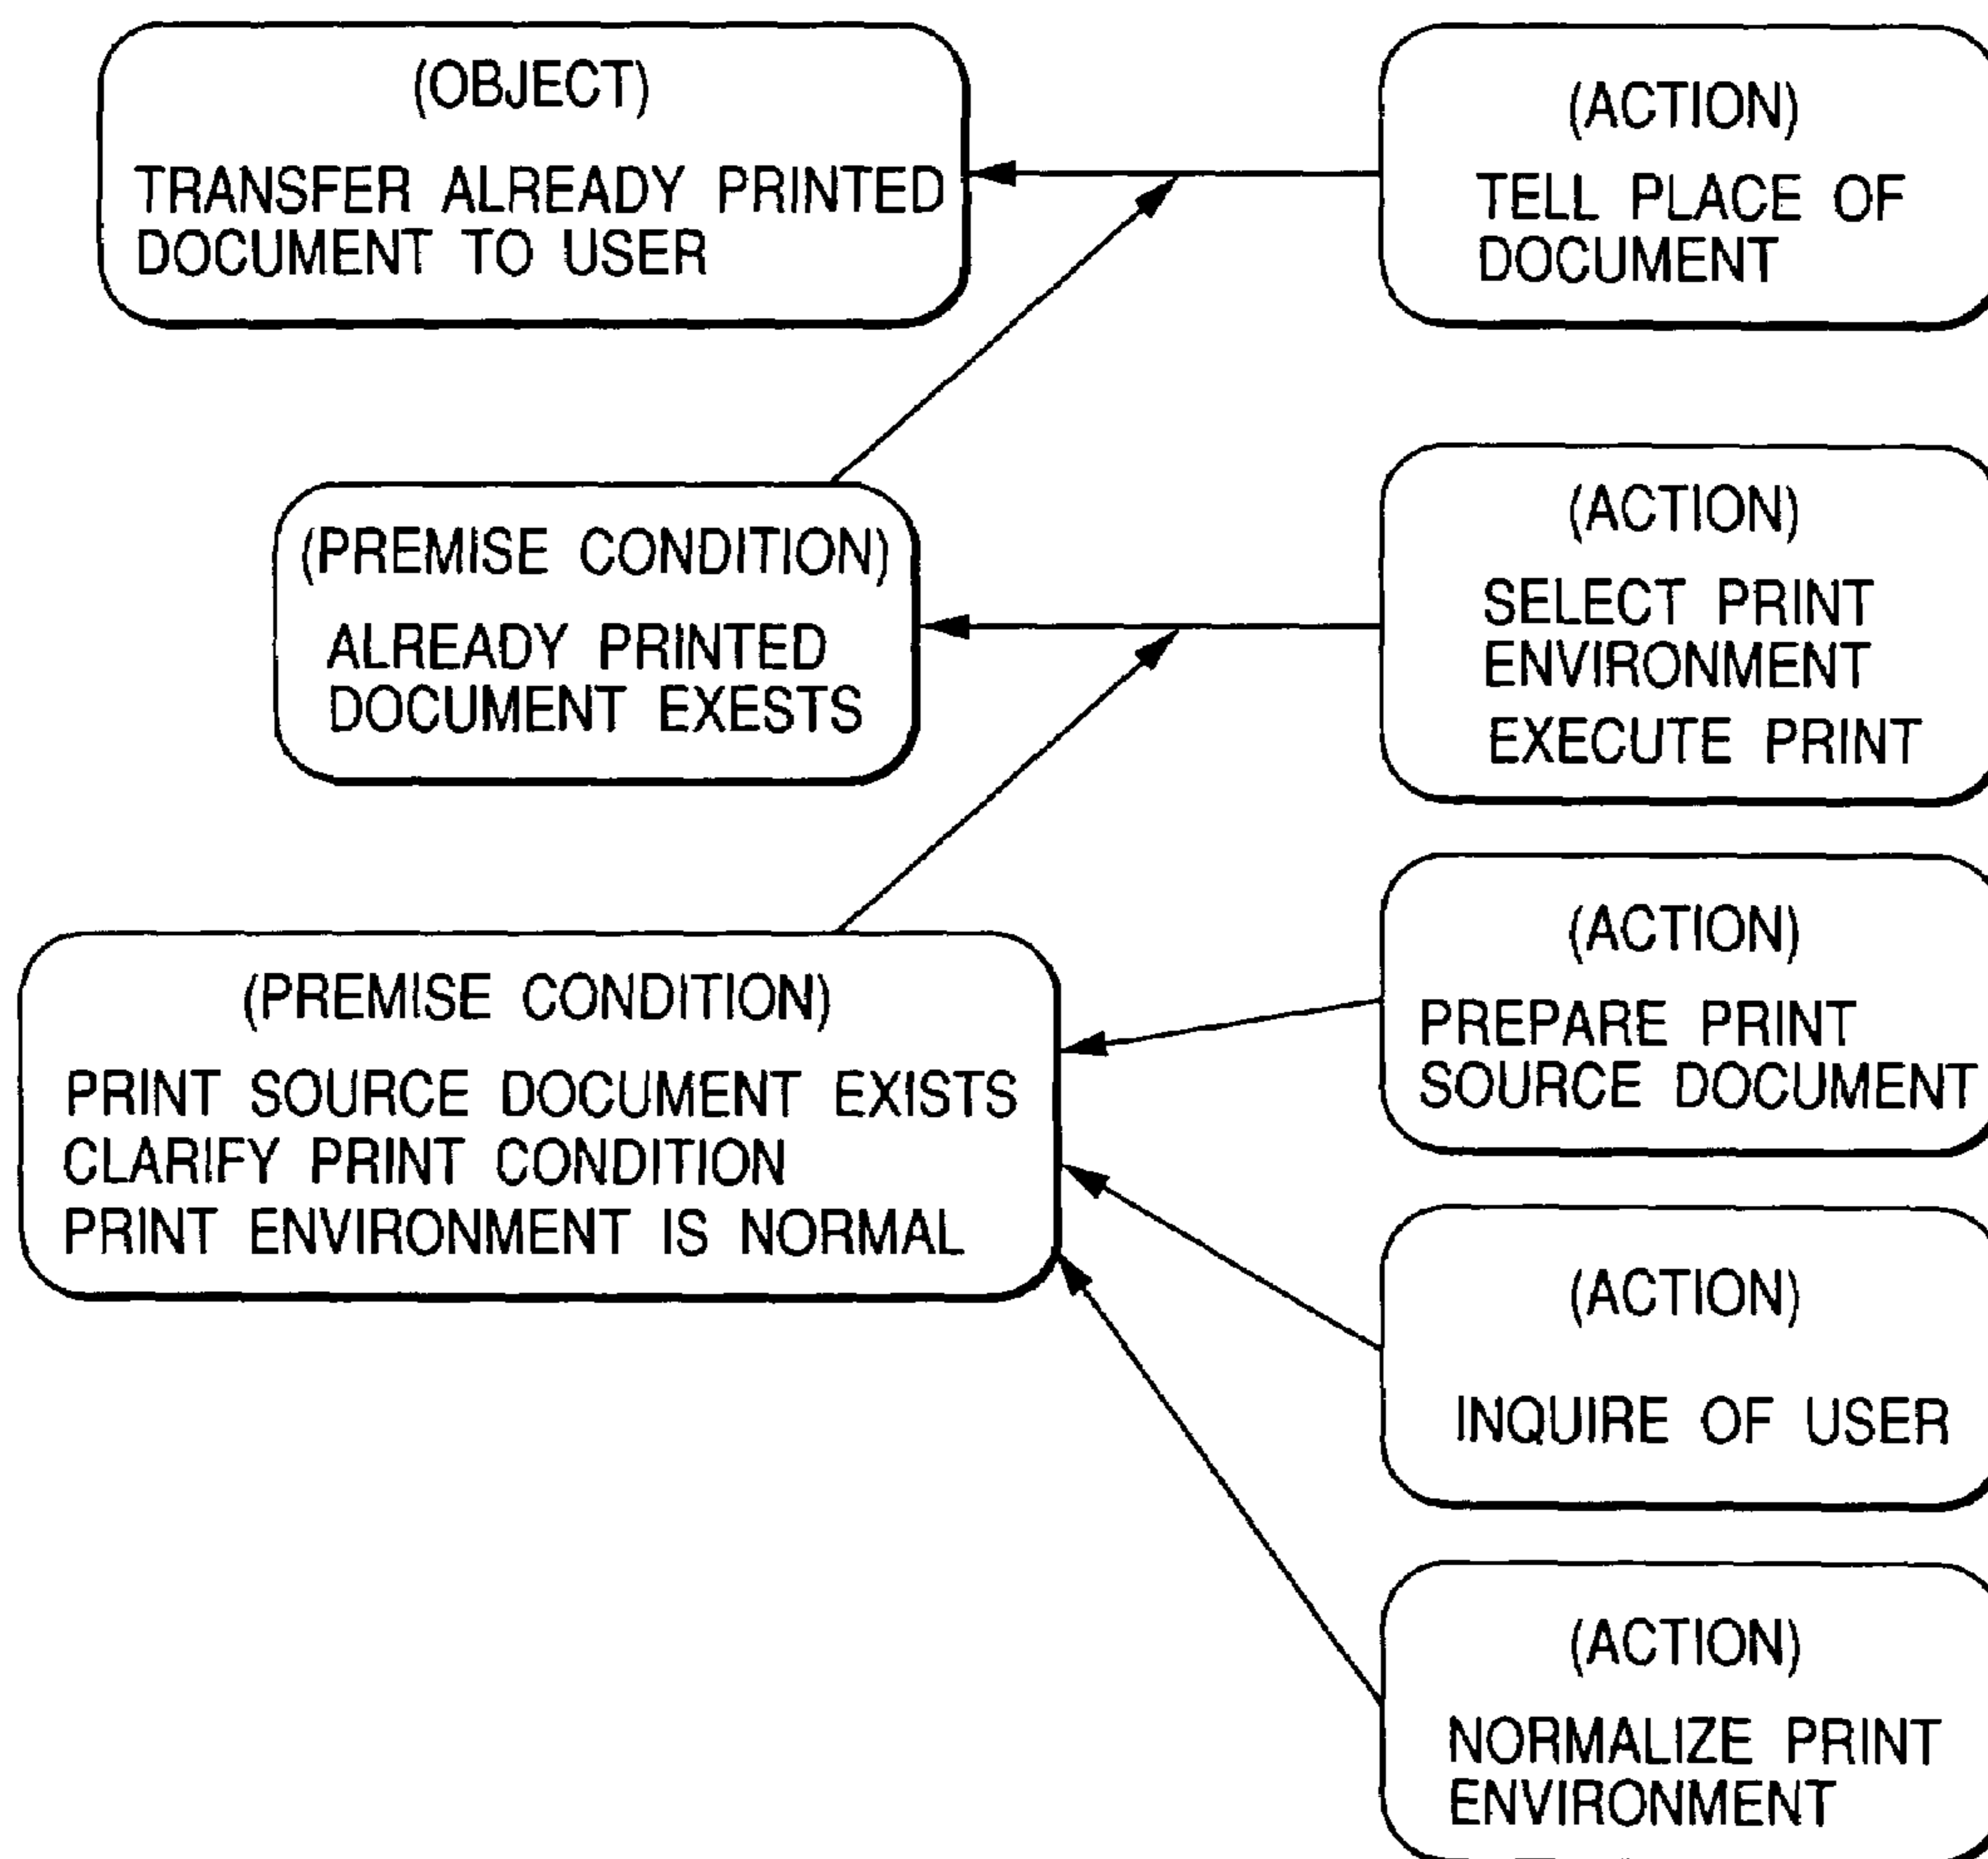 (OBJECT)
TRANSFER ALREADY PRINTED
DOCUMENT TO USER
(ACTION)
TELL PLACE OF
DOCUMENT
(PREMISE CONDITION)
ALREADY PRINTED
DOCUMENT EXESTS
(ACTION)
SELECT PRINT
ENVIRONMENT
EXECUTE PRINT
(PREMISE CONDITION)
PRINT SOURCE DOCUMENT EXISTS
CLARIFY PRINT CONDITION
PRINT ENVIRONMENT IS NORMAL
(ACTION)
PREPARE PRINT
SOURCE DOCUMENT
(ACTION)
INQUIRE OF USER
(ACTION)
NORMALIZE PRINT
ENVIRONMENT